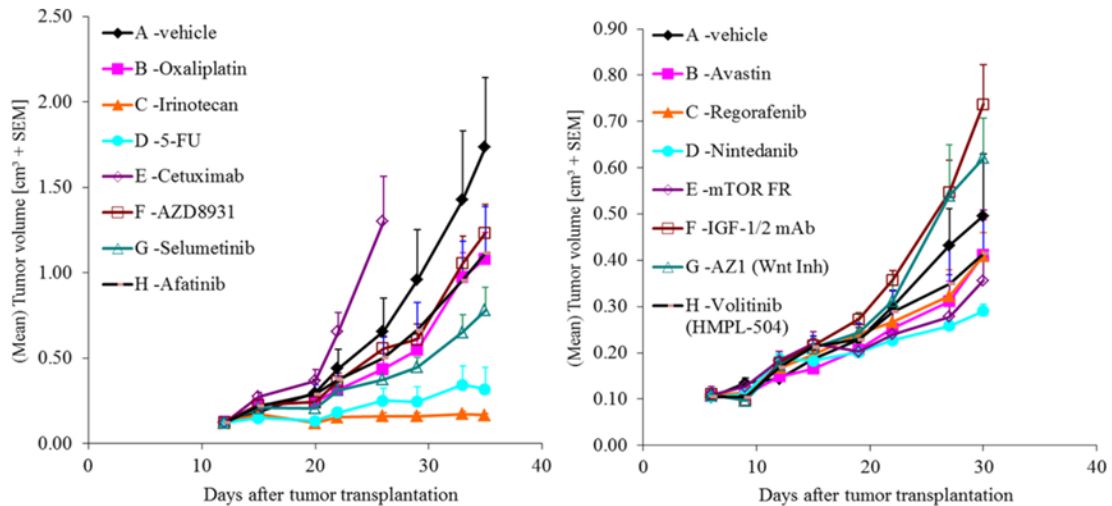 2.50
2.00
1.50
1.00
0.50
0.00
(Mean) Tumor volume [cm³ + SEM]
A -vehicle
B -Oxaliplatin
C -Irinotecan
D -5-FU
E -Cetuximab
F -AZD8931
G -Selumetinib
H -Afatinib
0 10 20 30 40
Days after tumor transplantation
0.90
0.80
0.70
0.60
0.50
0.40
0.30
0.20
0.10
0.00
(Mean) Tumor volume [cm³ + SEM]
A -vehicle
B -Avastin
C -Regorafenib
D -Nintedanib
E -mTOR FR
F -IGF-1/2 mAb
G -AZ1 (Wnt Inh)
H -Volitinib
(HMPL-504)
0 10 20 30 40
Days after tumor transplantation